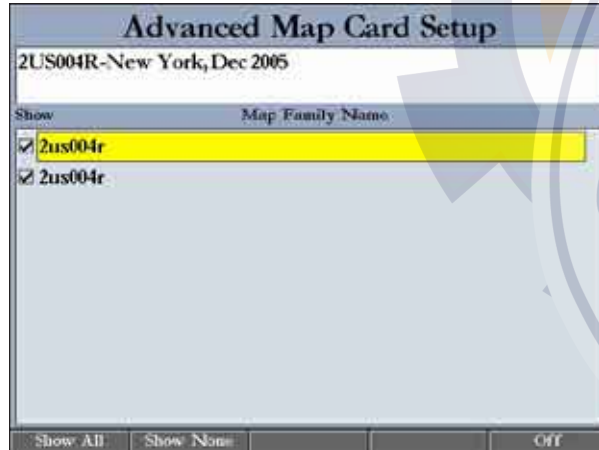 Advanced Map Card Setup
2US004R-New York, Dec 2005
Show Map Family Name
2us004r
2us004r
Show All Show None Off